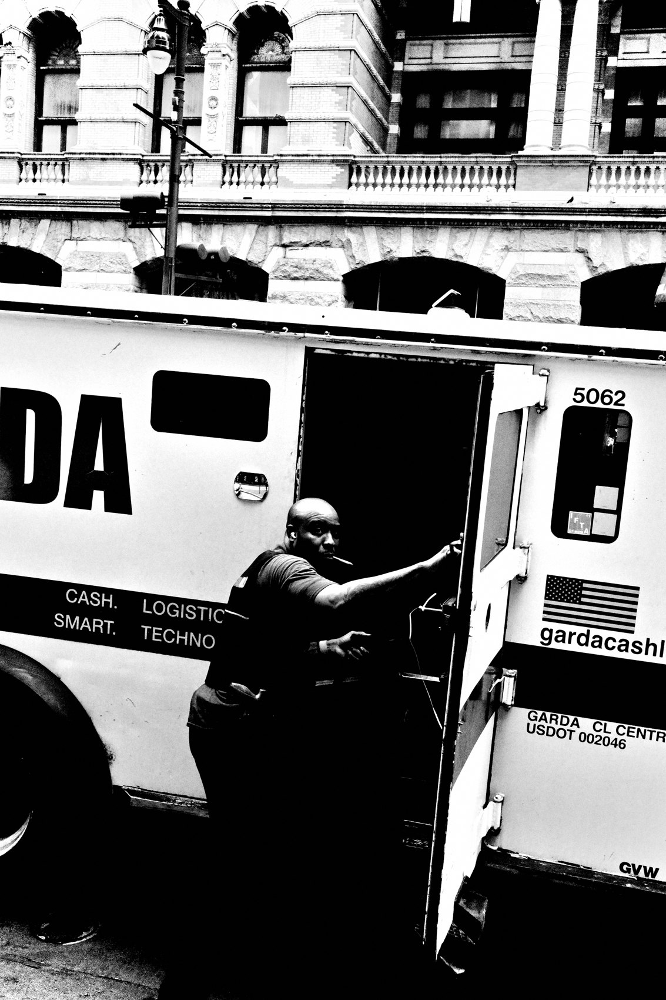 DA
5062
CASH. LOGISTIC
SMART. TECHNO
F T
A
gardacashl
GARDA CL CENTR
USDOT 002046
GVW